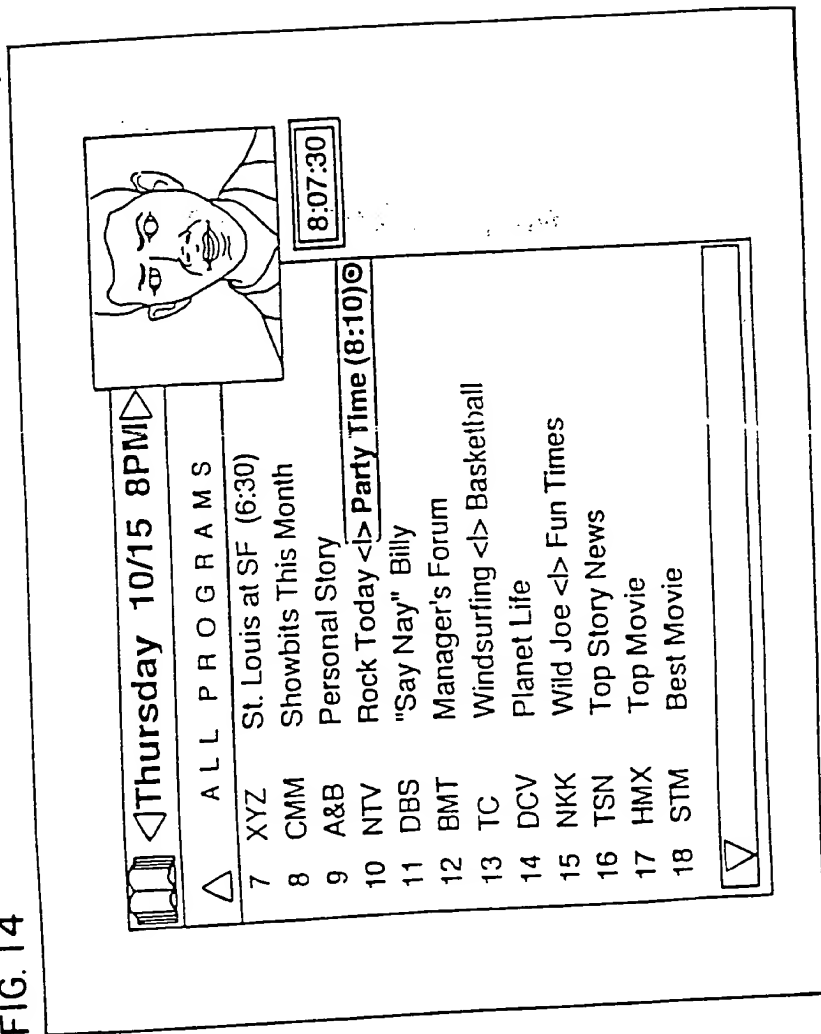 FIG. 14
◁Thursday 10/15 8PM▷
8:07:30
△ ALL PROGRAMS
7 XYZ St. Louis at SF (6:30)
8 CMM Showbits This Month
9 A&B Personal Story
10 NTV Rock Today <I> Party Time (8:10)⊙
11 DBS "Say Nay" Billy
12 BMT Manager's Forum
13 TC Windsurfing <I> Basketball
14 DCV Planet Life
15 NKK Wild Joe <I> Fun Times
16 TSN Top Story News
17 HMX Top Movie
18 STM Best Movie
▽